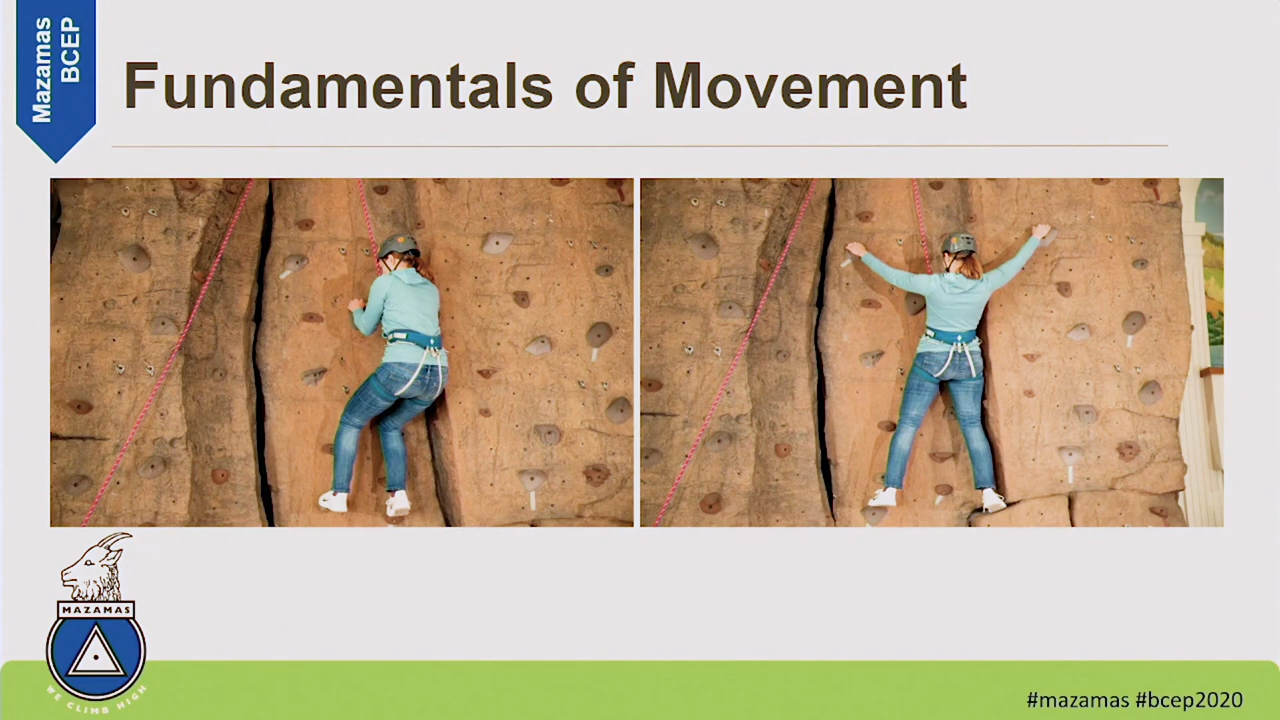 Mazamas
BCEP
Fundamentals of Movement
MAZAMAS
WE CLIMB HIGH
#mazamas #bcep2020